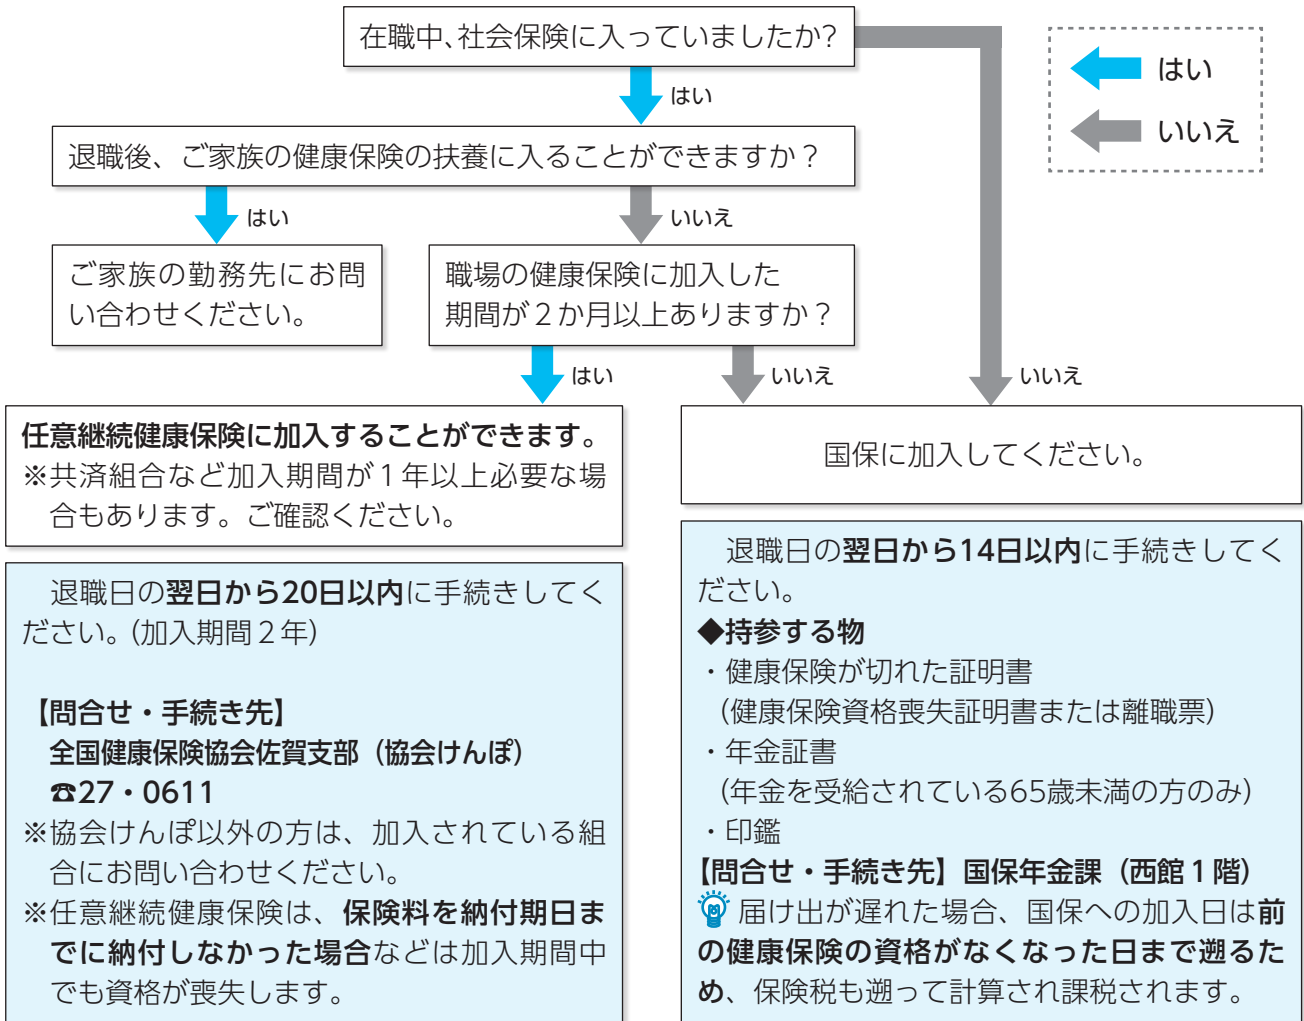 在職中、社会保険に入っていましたか?
はい
いいえ
はい
退職後、ご家族の健康保険の扶養に入ることができますか？
はい
いいえ
ご家族の勤務先にお問
い合わせください。
職場の健康保険に加入した
期間が２か月以上ありますか？
はい
いいえ
いいえ
任意継続健康保険に加入することができます。
※共済組合など加入期間が１年以上必要な場
合もあります。ご確認ください。
国保に加入してください。
退職日の翌日から20日以内に手続きしてく
ださい。（加入期間２年）
【問合せ・手続き先】
全国健康保険協会佐賀支部（協会けんぽ）
☎27・0611
※協会けんぽ以外の方は、加入されている組
合にお問い合わせください。
※任意継続健康保険は、保険料を納付期日ま
でに納付しなかった場合などは加入期間中
でも資格が喪失します。
退職日の翌日から14日以内に手続きしてく
ださい。
◆持参する物
・健康保険が切れた証明書
（健康保険資格喪失証明書または離職票）
・年金証書
（年金を受給されている65歳未満の方のみ）
・印鑑
【問合せ・手続き先】国保年金課（西館１階）
届け出が遅れた場合、国保への加入日は前
の健康保険の資格がなくなった日まで遡るた
め、保険税も遡って計算され課税されます。